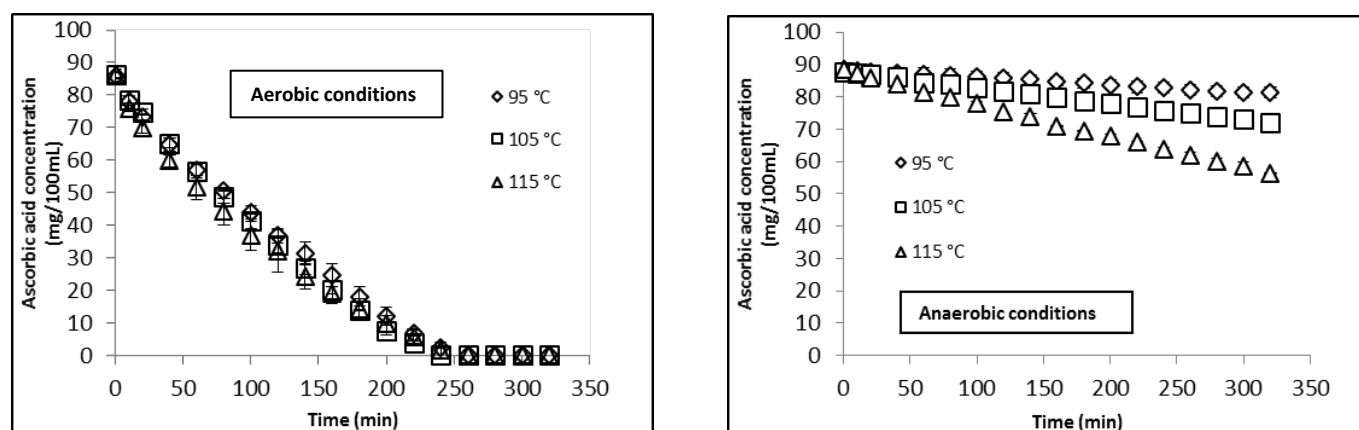 Ascorbic acid concentration
(mg/100mL)
100
90
80
70
60
50
40
30
20
10
0
Aerobic conditions
95 °C
105 °C
115 °C
0 50 100 150 200 250 300 350
Time (min)
Ascorbic acid concentration
(mg/100mL)
100
90
80
70
60
50
40
30
20
10
0
95 °C
105 °C
115 °C
Anaerobic conditions
0 50 100 150 200 250 300 350
Time (min)